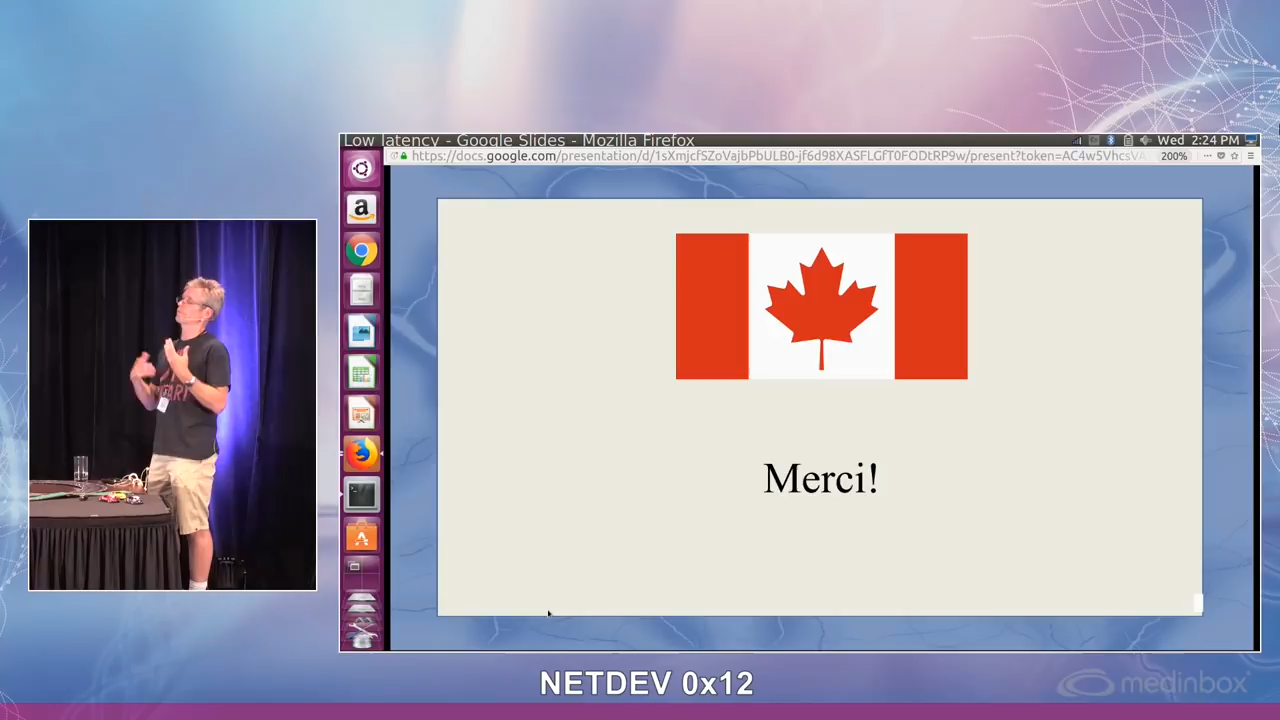 Low latency - Google Slides - Mozilla Firefox
Wed 2:24 PM
https://docs.google.com/presentation/d/1sXmjcfSZoVajbPbULB0-jf6d98XASFLGfT0FODtRP9w/present?token=AC4w5VhcsVA
200%
a
Merci!
NETDEV 0x12
medinbox